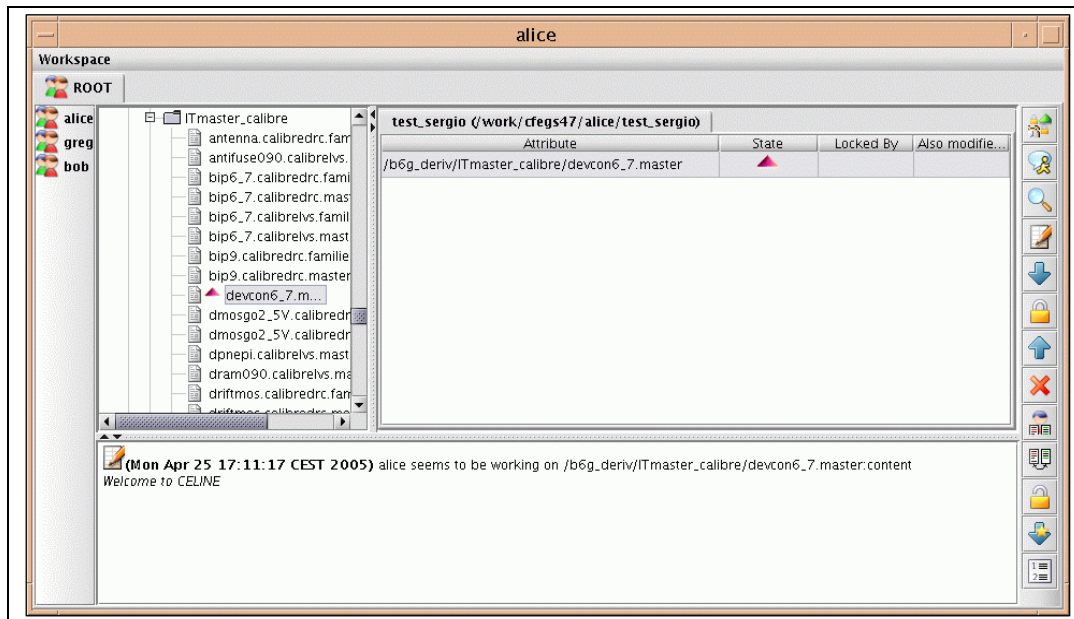 alice
Workspace
ROOT
alice
greg
bob
ITmaster_calibre
antenna.calibredrc.fam
antifuse090.calibrelvs.
bip6_7.calibredrc.fami
bip6_7.calibredrc.mas
bip6_7.calibrelvs.famil
bip6_7.calibrelvs.mast
bip9.calibredrc.familie
bip9.calibredrc.master
devcon6_7.m...
dmosgo2_5V.calibredr
dmosgo2_5V.calibredr
dpnepi.calibrelvs.mast
dram090.calibrelvs.ma
driftmos.calibredrc.fam
test_sergio (/work/cfegs47/alice/test_sergio)
Attribute State Locked By Also modifie...
/b6g_deriv/ITmaster_calibre/devcon6_7.master
(Mon Apr 25 17:11:17 CEST 2005) alice seems to be working on /b6g_deriv/ITmaster_calibre/devcon6_7.master:content
Welcome to CELINE